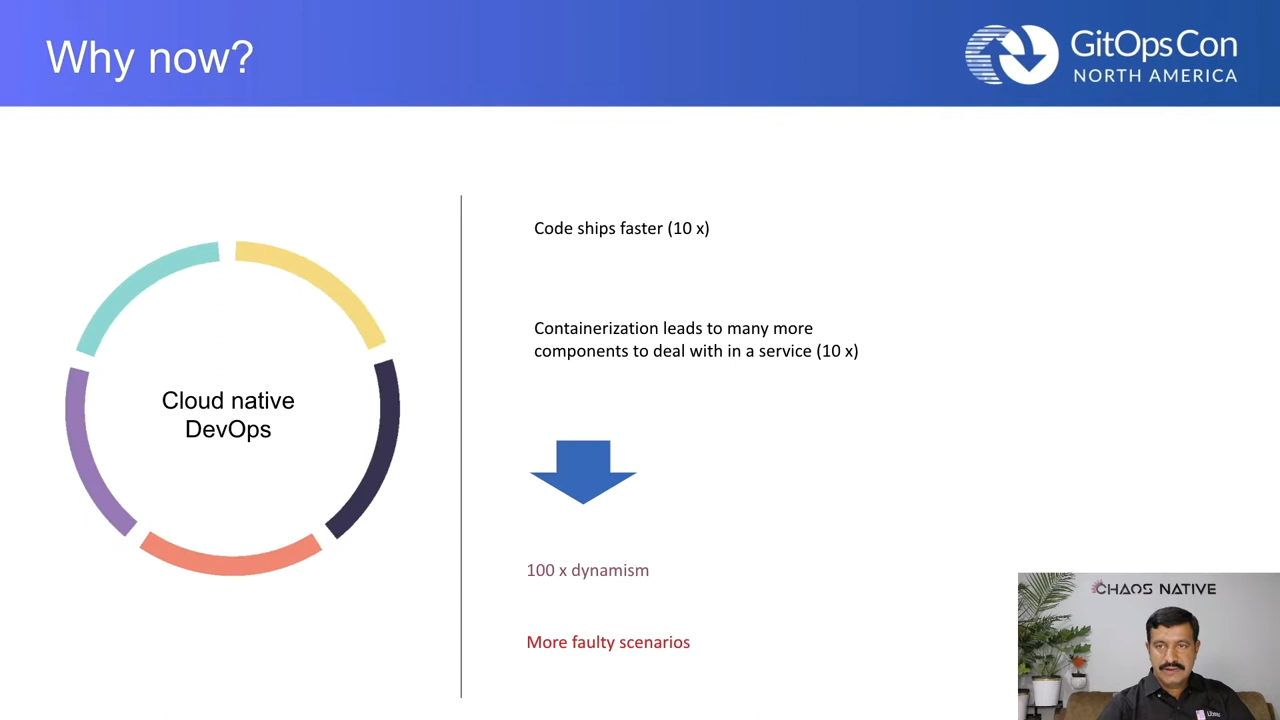 Why now?
GitOpsCon
NORTH AMERICA
Cloud native
DevOps
Code ships faster (10 x)
Containerization leads to many more
components to deal with in a service (10 x)
100 x dynamism
More faulty scenarios
CHAOS NATIVE